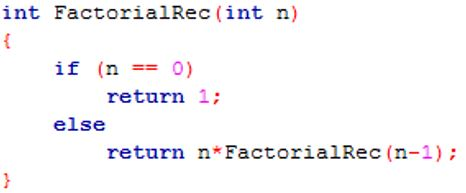 int FactorialRec(int n)
{
    if (n == 0)
        return 1;
    else
        return n*FactorialRec(n-1);
}